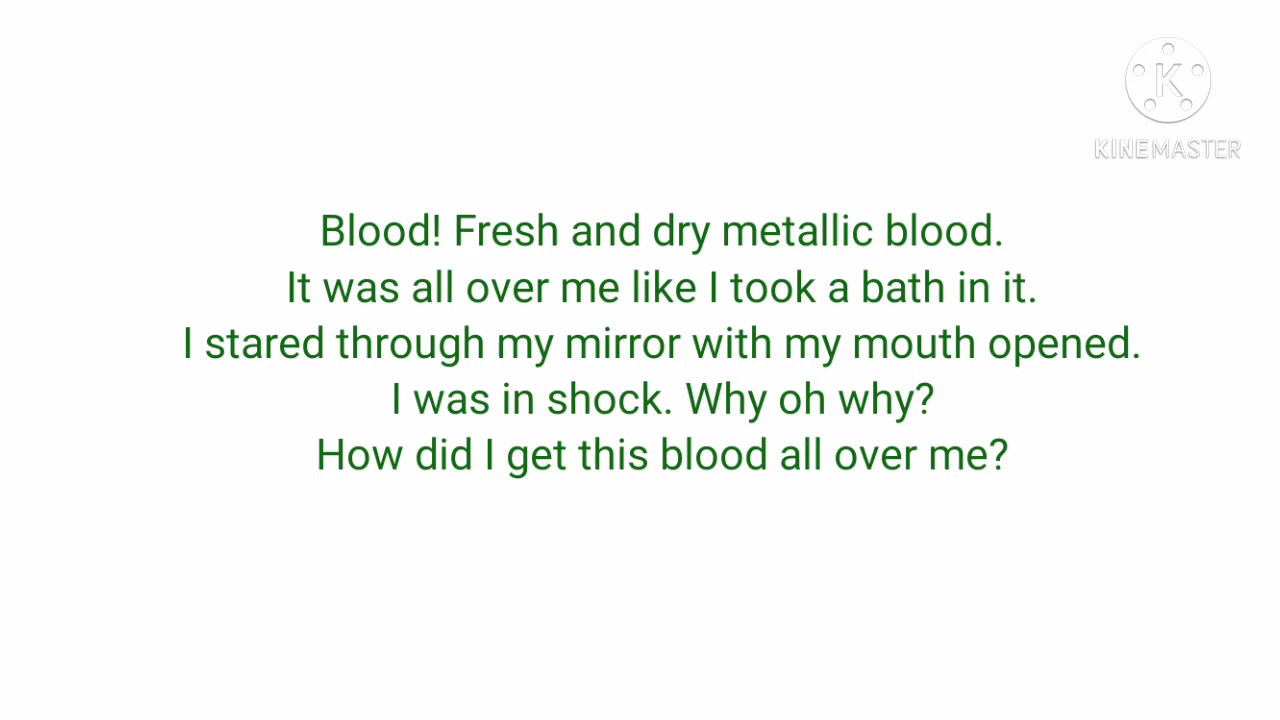 KINEMASTER
Blood! Fresh and dry metallic blood.
It was all over me like I took a bath in it.
I stared through my mirror with my mouth opened.
I was in shock. Why oh why?
How did I get this blood all over me?